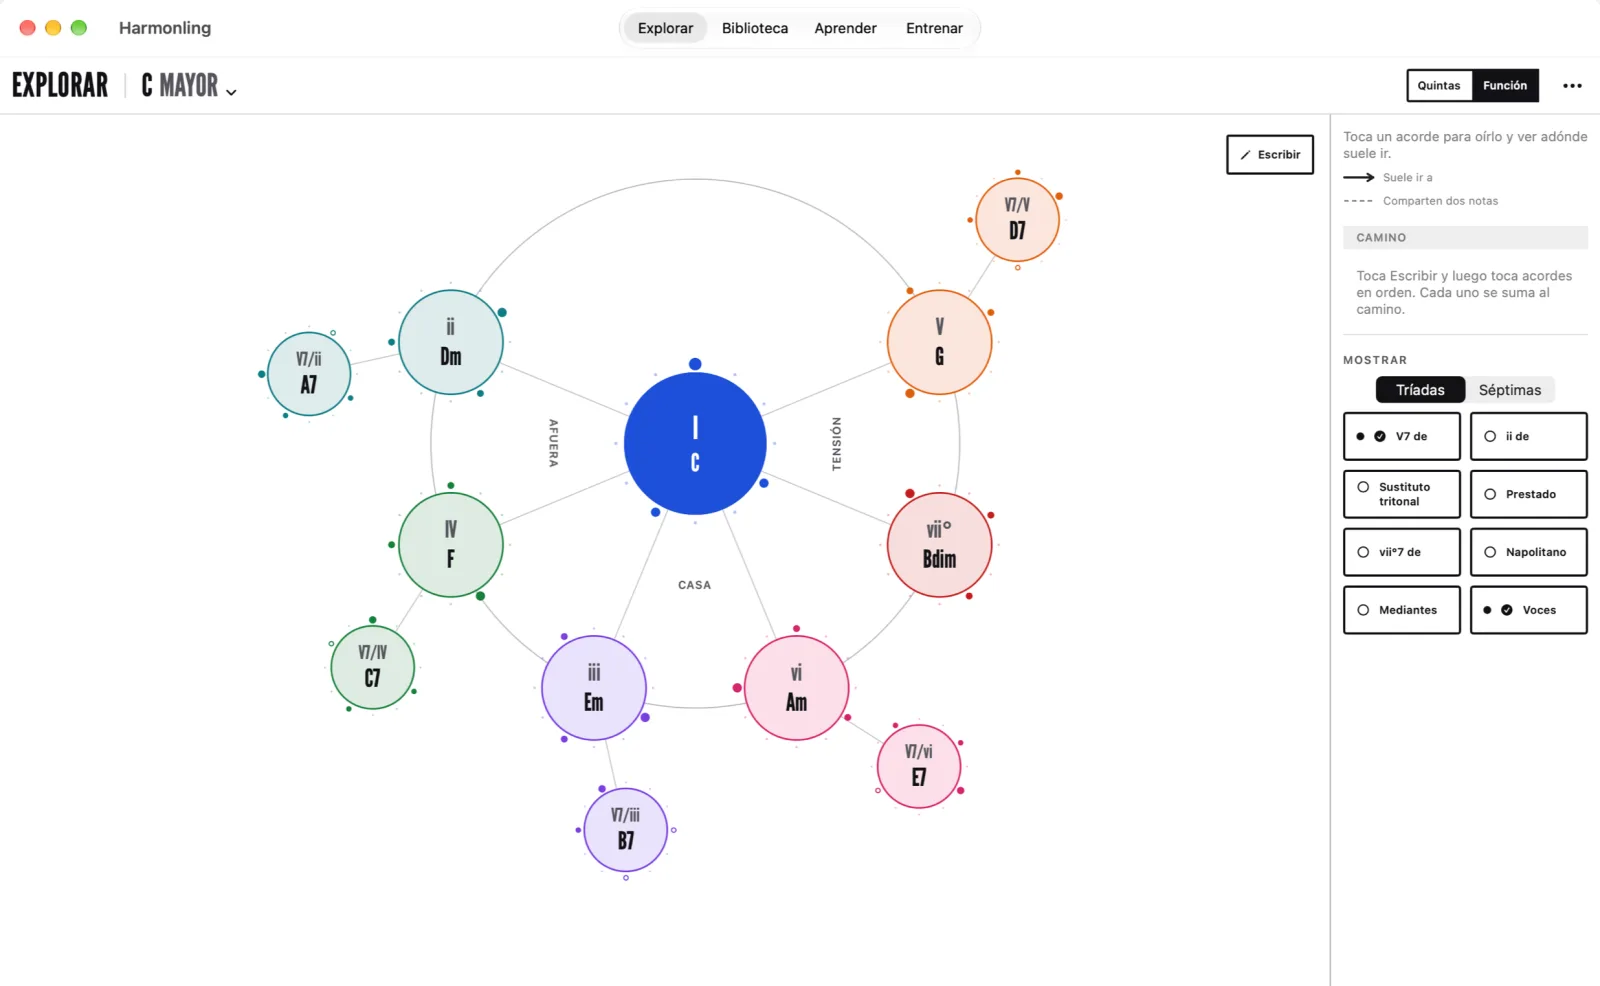 Harmonling
Explorar
Biblioteca
Aprender
Entrenar
EXPLORAR
C MAYOR
Quintas
Función
Escribir
Toca un acorde para oírlo y ver adónde
suele ir.
Suele ir a
Comparten dos notas
CAMINO
Toca Escribir y luego toca acordes
en orden. Cada uno se suma al
camino.
MOSTRAR
Tríadas
Séptimas
V7 de
ii de
Sustituto
tritonal
Prestado
vii°7 de
Napolitano
Mediantes
Voces
V7/V
D7
ii
Dm
V
G
V7/ii
A7
I
C
AFUERA
TENSIÓN
IV
F
vii°
Bdim
CASA
V7/IV
C7
iii
Em
vi
Am
V7/vi
E7
V7/iii
B7